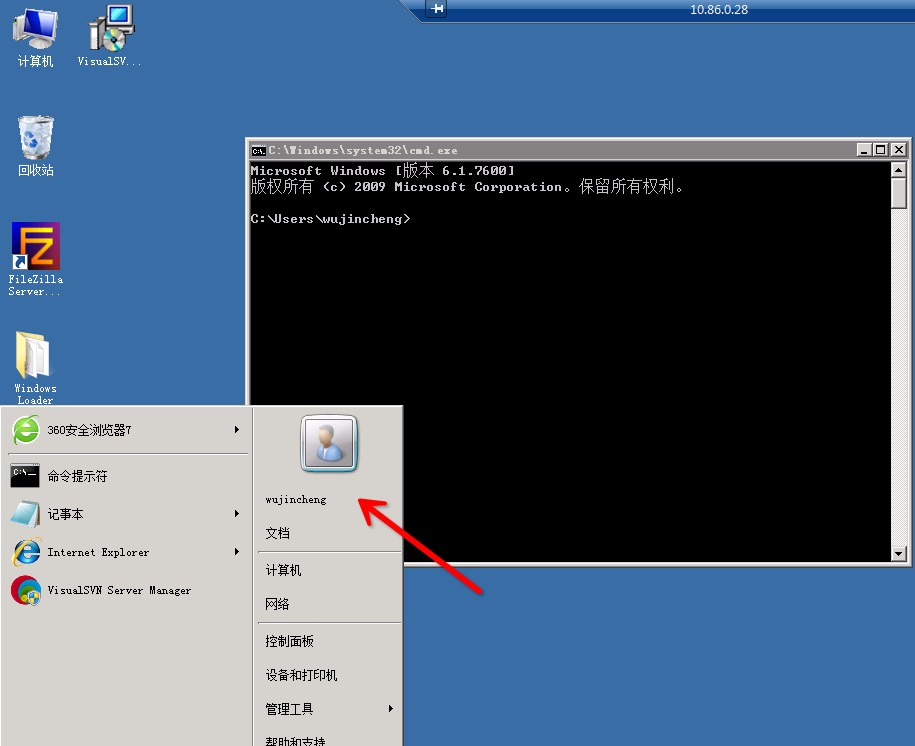 10.86.0.28
计算机
VisualSV...
回收站
FileZilla
Server...
Windows
Loader
C:\Windows\system32\cmd.exe
Microsoft Windows [版本 6.1.7600]
版权所有 (c) 2009 Microsoft Corporation。保留所有权利。
C:\Users\wujincheng>
360安全浏览器7
命令提示符
记事本
Internet Explorer
VisualSVN Server Manager
wujincheng
文档
计算机
网络
控制面板
设备和打印机
管理工具
帮助和支持